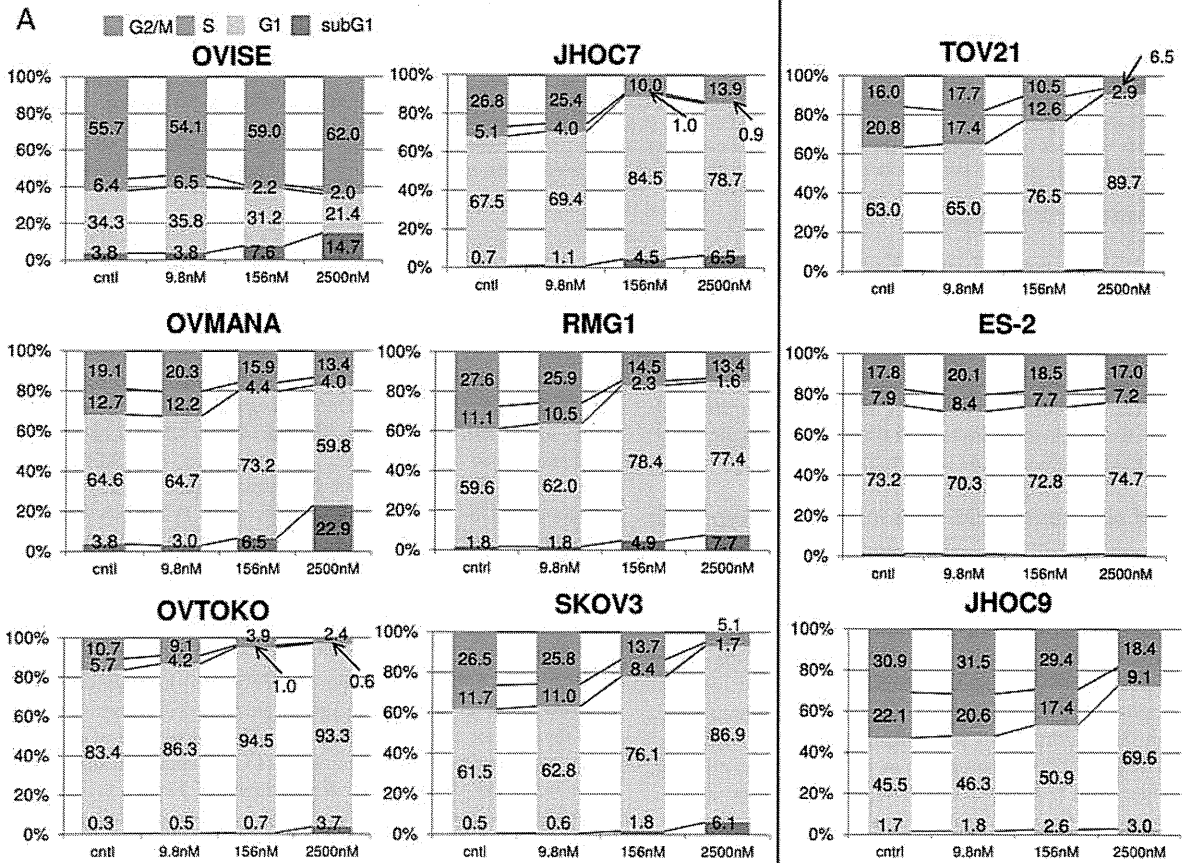 A
G2/M S G1 subG1
OVISE
100%
80%
60%
40%
20%
0%
55.7 54.1 59.0 62.0
6.4 6.5 2.2 2.0
34.3 35.8 31.2 21.4
3.8 3.8 7.6 14.7
cntl 9.8nM 156nM 2500nM
JHOC7
100%
80%
60%
40%
20%
0%
26.8 25.4 10.0 13.9
5.1 4.0 1.0 0.9
67.5 69.4 84.5 78.7
0.7 1.1 4.5 6.5
cntl 9.8nM 156nM 2500nM
TOV21
6.5
100%
80%
60%
40%
20%
0%
16.0 17.7 10.5 2.9
20.8 17.4 12.6
63.0 65.0 76.5 89.7
cntl 9.8nM 156nM 2500nM
OVMANA
100%
80%
60%
40%
20%
0%
19.1 20.3 15.9 13.4
12.7 12.2 4.4 4.0
64.6 64.7 73.2 59.8
3.8 3.0 6.5 22.9
cntl 9.8nM 156nM 2500nM
RMG1
100%
80%
60%
40%
20%
0%
27.6 25.9 14.5 13.4
11.1 10.5 2.3 1.6
59.6 62.0 78.4 77.4
1.8 1.8 4.9 7.7
cntrl 9.8nM 156nM 2500nM
ES-2
100%
80%
60%
40%
20%
0%
17.8 20.1 18.5 17.0
7.9 8.4 7.7 7.2
73.2 70.3 72.8 74.7
cntl 9.8nM 156nM 2500nM
OVTOKO
100%
80%
60%
40%
20%
0%
10.7 9.1 3.9 2.4
5.7 4.2 1.0 0.6
83.4 86.3 94.5 93.3
0.3 0.5 0.7 3.7
cntl 9.8nM 156nM 2500nM
SKOV3
100%
80%
60%
40%
20%
0%
26.5 25.8 13.7 5.1
11.7 11.0 8.4 1.7
61.5 62.8 76.1 86.9
0.5 0.6 1.8 6.1
cntl 9.8nM 156nM 2500nM
JHOC9
100%
80%
60%
40%
20%
0%
30.9 31.5 29.4 18.4
22.1 20.6 17.4 9.1
45.5 46.3 50.9 69.6
1.7 1.8 2.6 3.0
cntl 9.8nM 156nM 2500nM